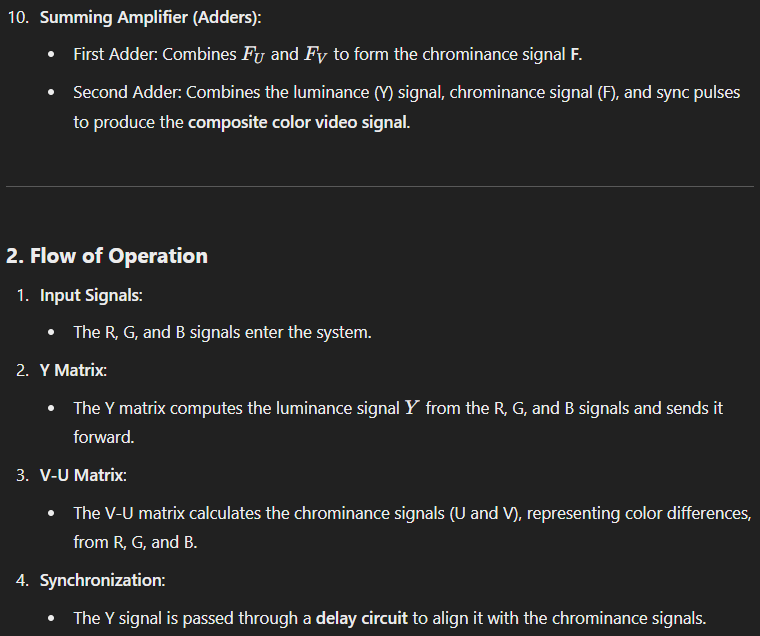 10. Summing Amplifier (Adders):
• First Adder: Combines F_U and F_V to form the chrominance signal F.
• Second Adder: Combines the luminance (Y) signal, chrominance signal (F), and sync pulses
to produce the composite color video signal.
2. Flow of Operation
1. Input Signals:
• The R, G, and B signals enter the system.
2. Y Matrix:
• The Y matrix computes the luminance signal Y from the R, G, and B signals and sends it
forward.
3. V-U Matrix:
• The V-U matrix calculates the chrominance signals (U and V), representing color differences,
from R, G, and B.
4. Synchronization:
• The Y signal is passed through a delay circuit to align it with the chrominance signals.